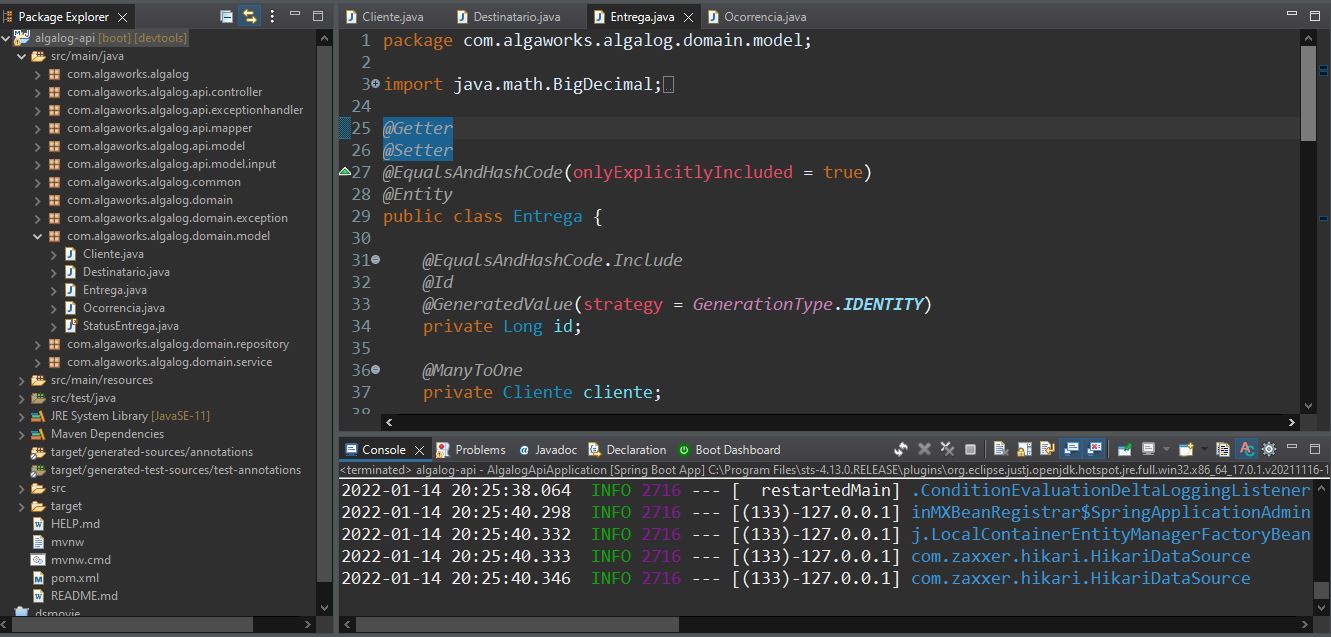 Package Explorer
algalog-api [boot] [devtools]
src/main/java
com.algaworks.algalog
com.algaworks.algalog.api.controller
com.algaworks.algalog.api.exceptionhandler
com.algaworks.algalog.api.mapper
com.algaworks.algalog.api.model
com.algaworks.algalog.api.model.input
com.algaworks.algalog.common
com.algaworks.algalog.domain
com.algaworks.algalog.domain.exception
com.algaworks.algalog.domain.model
Cliente.java
Destinatario.java
Entrega.java
Ocorrencia.java
StatusEntrega.java
com.algaworks.algalog.domain.repository
com.algaworks.algalog.domain.service
src/main/resources
src/test/java
JRE System Library [JavaSE-11]
Maven Dependencies
target/generated-sources/annotations
target/generated-test-sources/test-annotations
src
target
HELP.md
mvnw
mvnw.cmd
pom.xml
README.md
dsmovie
Cliente.java Destinatario.java Entrega.java Ocorrencia.java
1 package com.algaworks.algalog.domain.model;
2
3 import java.math.BigDecimal;
24
25 @Getter
26 @Setter
27 @EqualsAndHashCode(onlyExplicitlyIncluded = true)
28 @Entity
29 public class Entrega {
30
31 @EqualsAndHashCode.Include
32 @Id
33 @GeneratedValue(strategy = GenerationType.IDENTITY)
34 private Long id;
35
36 @ManyToOne
37 private Cliente cliente;
38
Console Problems Javadoc Declaration Boot Dashboard
<terminated> algalog-api - AlgalogApiApplication [Spring Boot App] C:\Program Files\sts-4.13.0.RELEASE\plugins\org.eclipse.justj.openjdk.hotspot.jre.full.win32.x86_64_17.0.1.v20211116-1
2022-01-14 20:25:38.064 INFO 2716 --- [ restartedMain] .ConditionEvaluationDeltaLoggingListener
2022-01-14 20:25:40.298 INFO 2716 --- [(133)-127.0.0.1] inMXBeanRegistrar$SpringApplicationAdmin
2022-01-14 20:25:40.332 INFO 2716 --- [(133)-127.0.0.1] j.LocalContainerEntityManagerFactoryBean
2022-01-14 20:25:40.333 INFO 2716 --- [(133)-127.0.0.1] com.zaxxer.hikari.HikariDataSource
2022-01-14 20:25:40.346 INFO 2716 --- [(133)-127.0.0.1] com.zaxxer.hikari.HikariDataSource